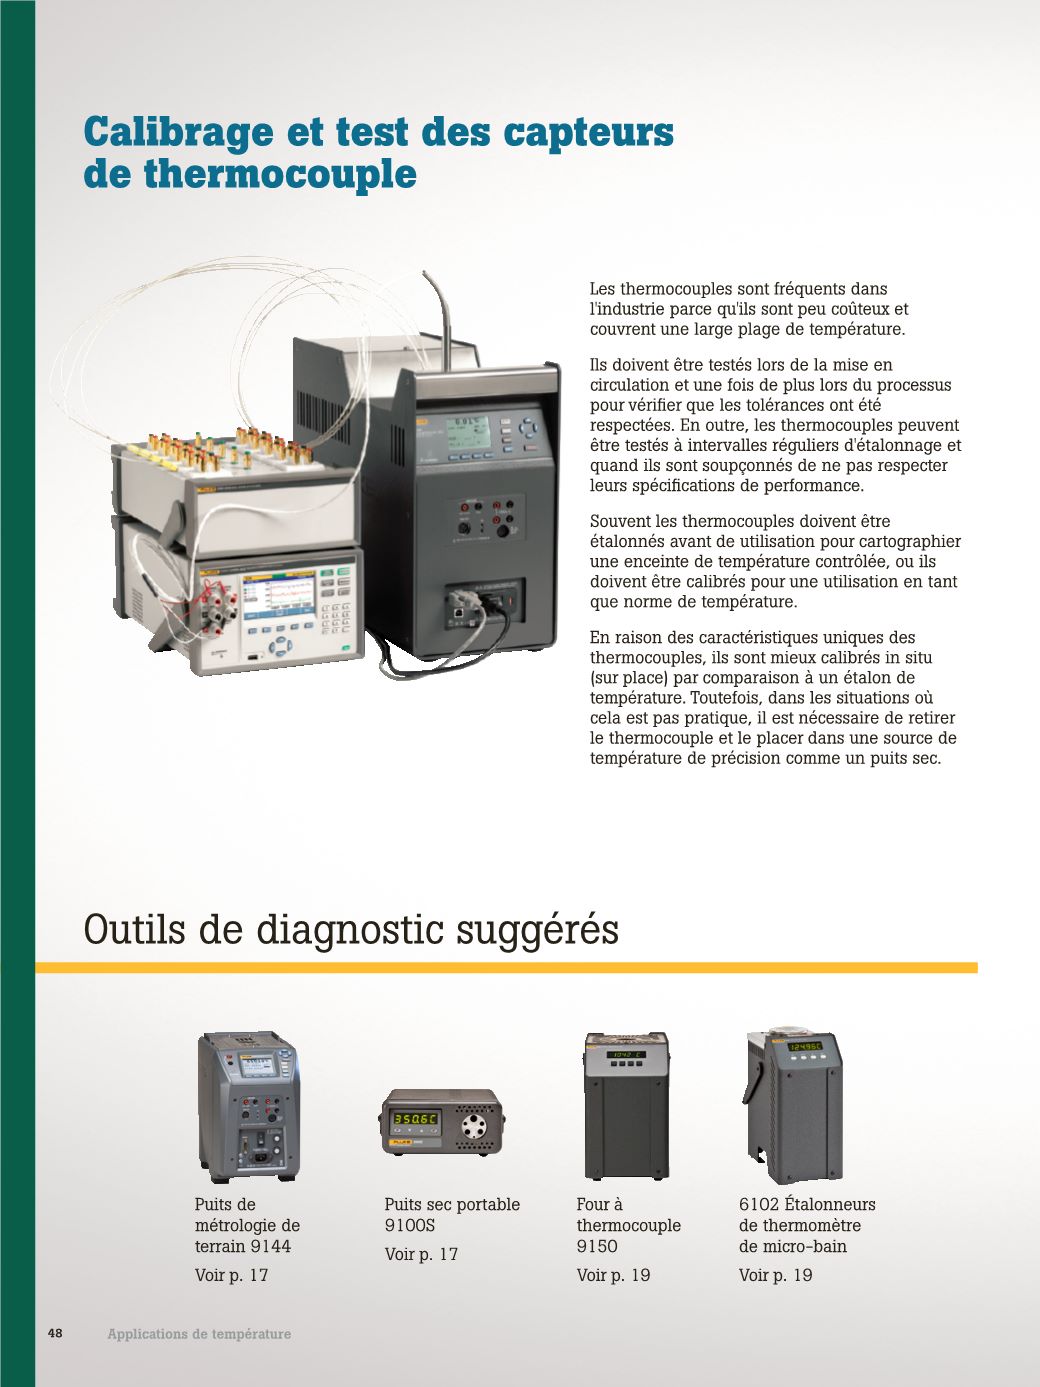 Calibrage et test des capteurs
de thermocouple
Les thermocouples sont fréquents dans
l'industrie parce qu'ils sont peu coûteux et
couvrent une large plage de température.
Ils doivent être testés lors de la mise en
circulation et une fois de plus lors du processus
pour vérifier que les tolérances ont été
respectées. En outre, les thermocouples peuvent
être testés à intervalles réguliers d'étalonnage et
quand ils sont soupçonnés de ne pas respecter
leurs spécifications de performance.
Souvent les thermocouples doivent être
étalonnés avant de utilisation pour cartographier
une enceinte de température contrôlée, ou ils
doivent être calibrés pour une utilisation en tant
que norme de température.
En raison des caractéristiques uniques des
thermocouples, ils sont mieux calibrés in situ
(sur place) par comparaison à un étalon de
température. Toutefois, dans les situations où
cela est pas pratique, il est nécessaire de retirer
le thermocouple et le placer dans une source de
température de précision comme un puits sec.
Outils de diagnostic suggérés
350.6C
FLUKE
1042 C
124.96C
Puits de
métrologie de
terrain 9144
Voir p. 17
Puits sec portable
9100S
Voir p. 17
Four à
thermocouple
9150
Voir p. 19
6102 Étalonneurs
de thermomètre
de micro-bain
Voir p. 19
48
Applications de température